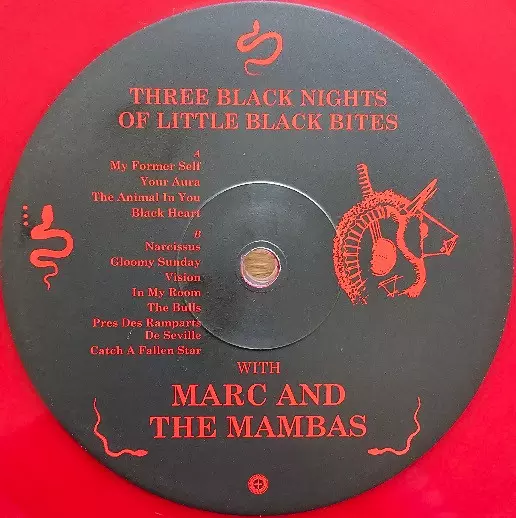 THREE BLACK NIGHTS
OF LITTLE BLACK BITES
A
My Former Self
Your Aura
The Animal In You
Black Heart
B
Narcissus
Gloomy Sunday
Vision
In My Room
The Bulls
Pres Des Ramparts
De Seville
Catch A Fallen Star
WITH
MARC AND
THE MAMBAS